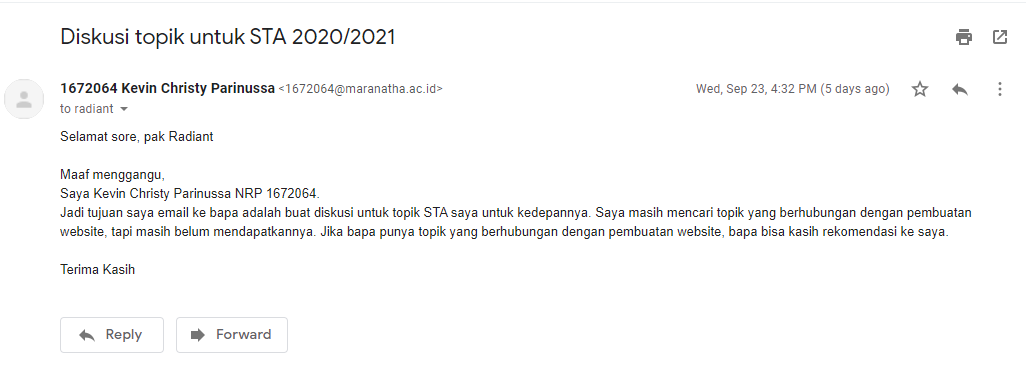 Diskusi topik untuk STA 2020/2021
1672064 Kevin Christy Parinussa <1672064@maranatha.ac.id>
Wed, Sep 23, 4:32 PM (5 days ago)
to radiant
Selamat sore, pak Radiant
Maaf menggangu,
Saya Kevin Christy Parinussa NRP 1672064.
Jadi tujuan saya email ke bapa adalah buat diskusi untuk topik STA saya untuk kedepannya. Saya masih mencari topik yang berhubungan dengan pembuatan
website, tapi masih belum mendapatkannya. Jika bapa punya topik yang berhubungan dengan pembuatan website, bapa bisa kasih rekomendasi ke saya.
Terima Kasih
Reply
Forward